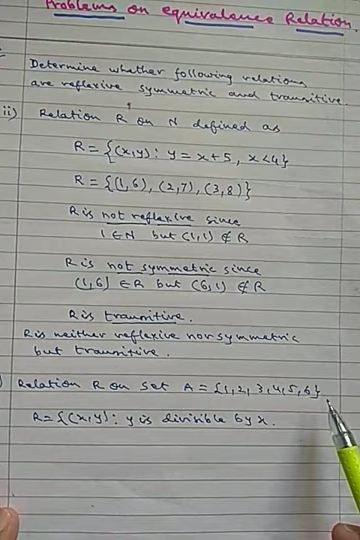 Problems on equivalence Relation.
Determine whether following relations
are reflexive symmetric and transitive.
ii) Relation R on N defined as
R = {(x,y): y = x+5, x<4}
R = {(1,6), (2,7), (3,8)}
R is not reflexive since
1 ∈ N but (1,1) ∉ R
R is not symmetric since
(1,6) ∈ R but (6,1) ∉ R
R is transitive.
R is neither reflexive nor symmetric
but transitive.
) Relation R on set A = {1,2,3,4,5,6}
R = {(x,y): y is divisible by x.